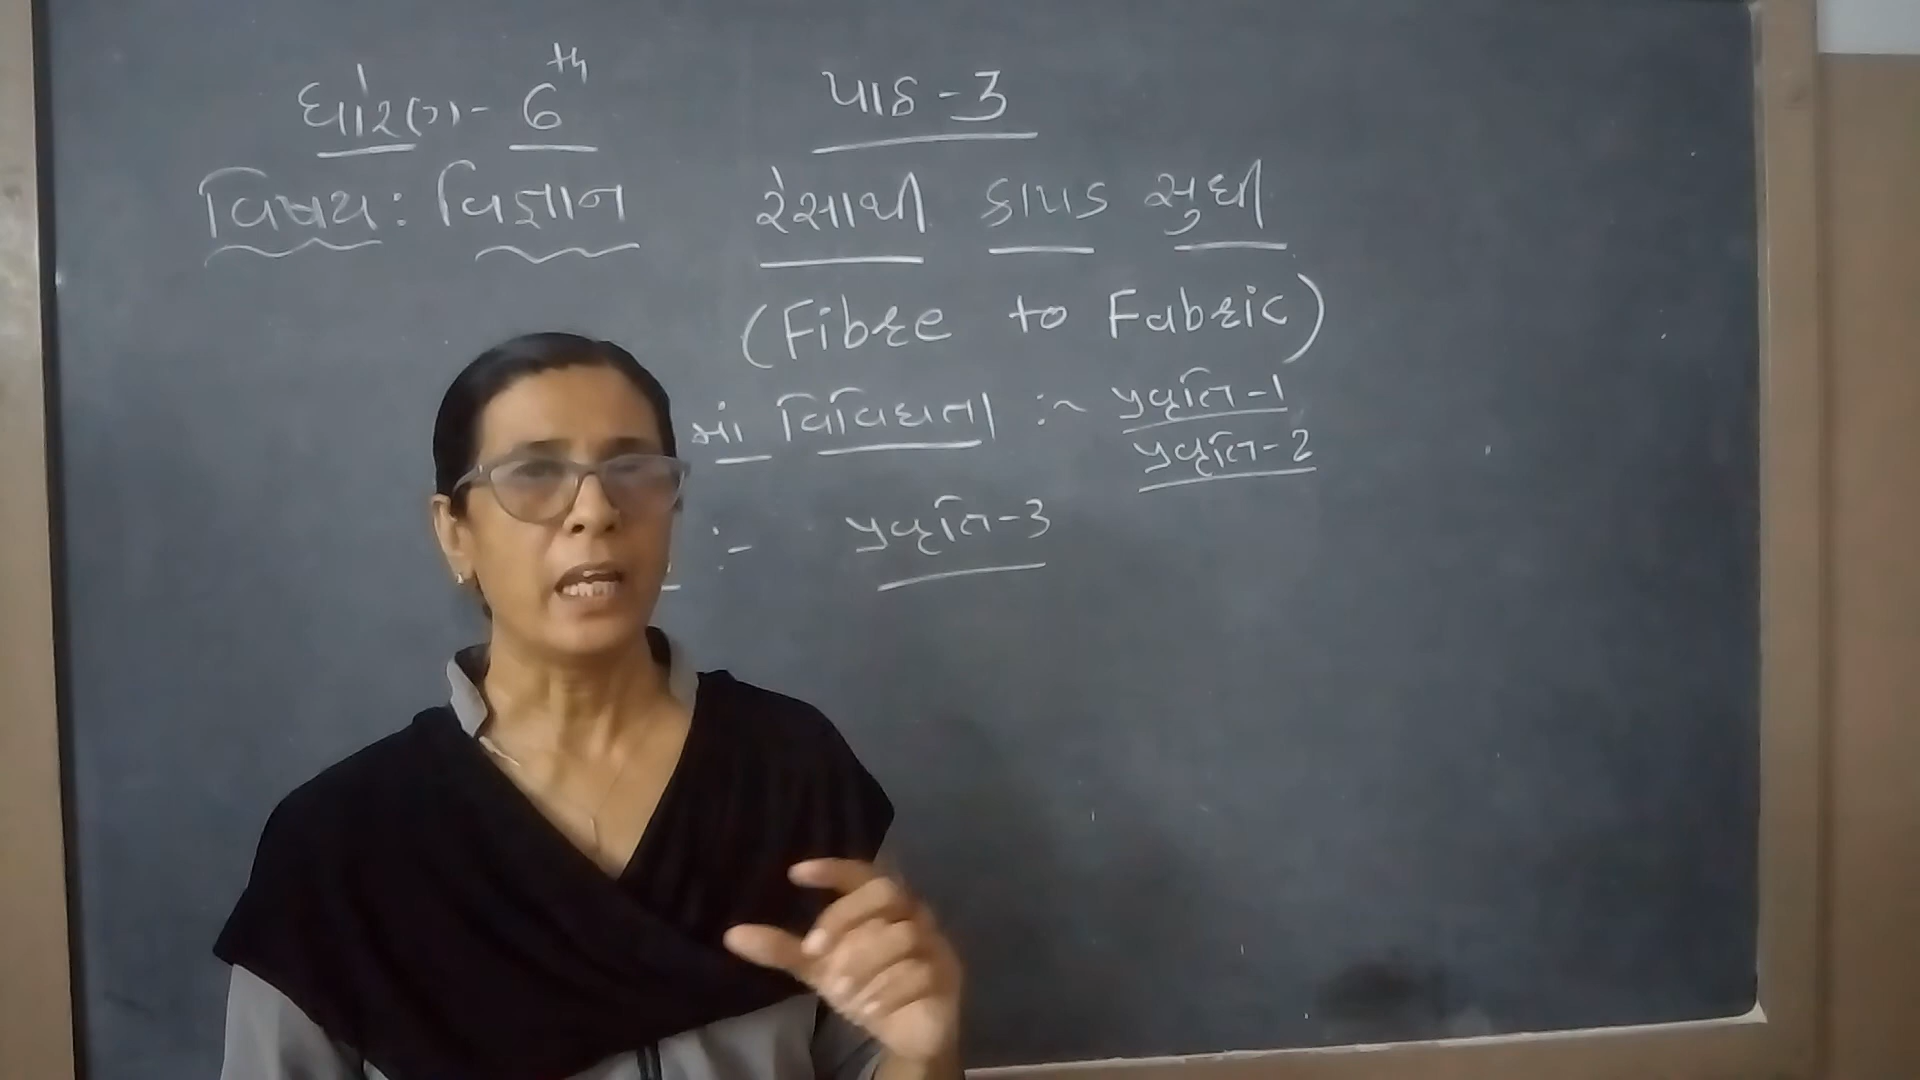 ધોરણ - 6th
પાઠ - 3
વિષય : વિજ્ઞાન
રેસાથી કાપડ સુધી
(Fibre to Fabric)
માં વિવિધતા :- પ્રવૃત્તિ-1
પ્રવૃત્તિ-2
:- પ્રવૃત્તિ-3